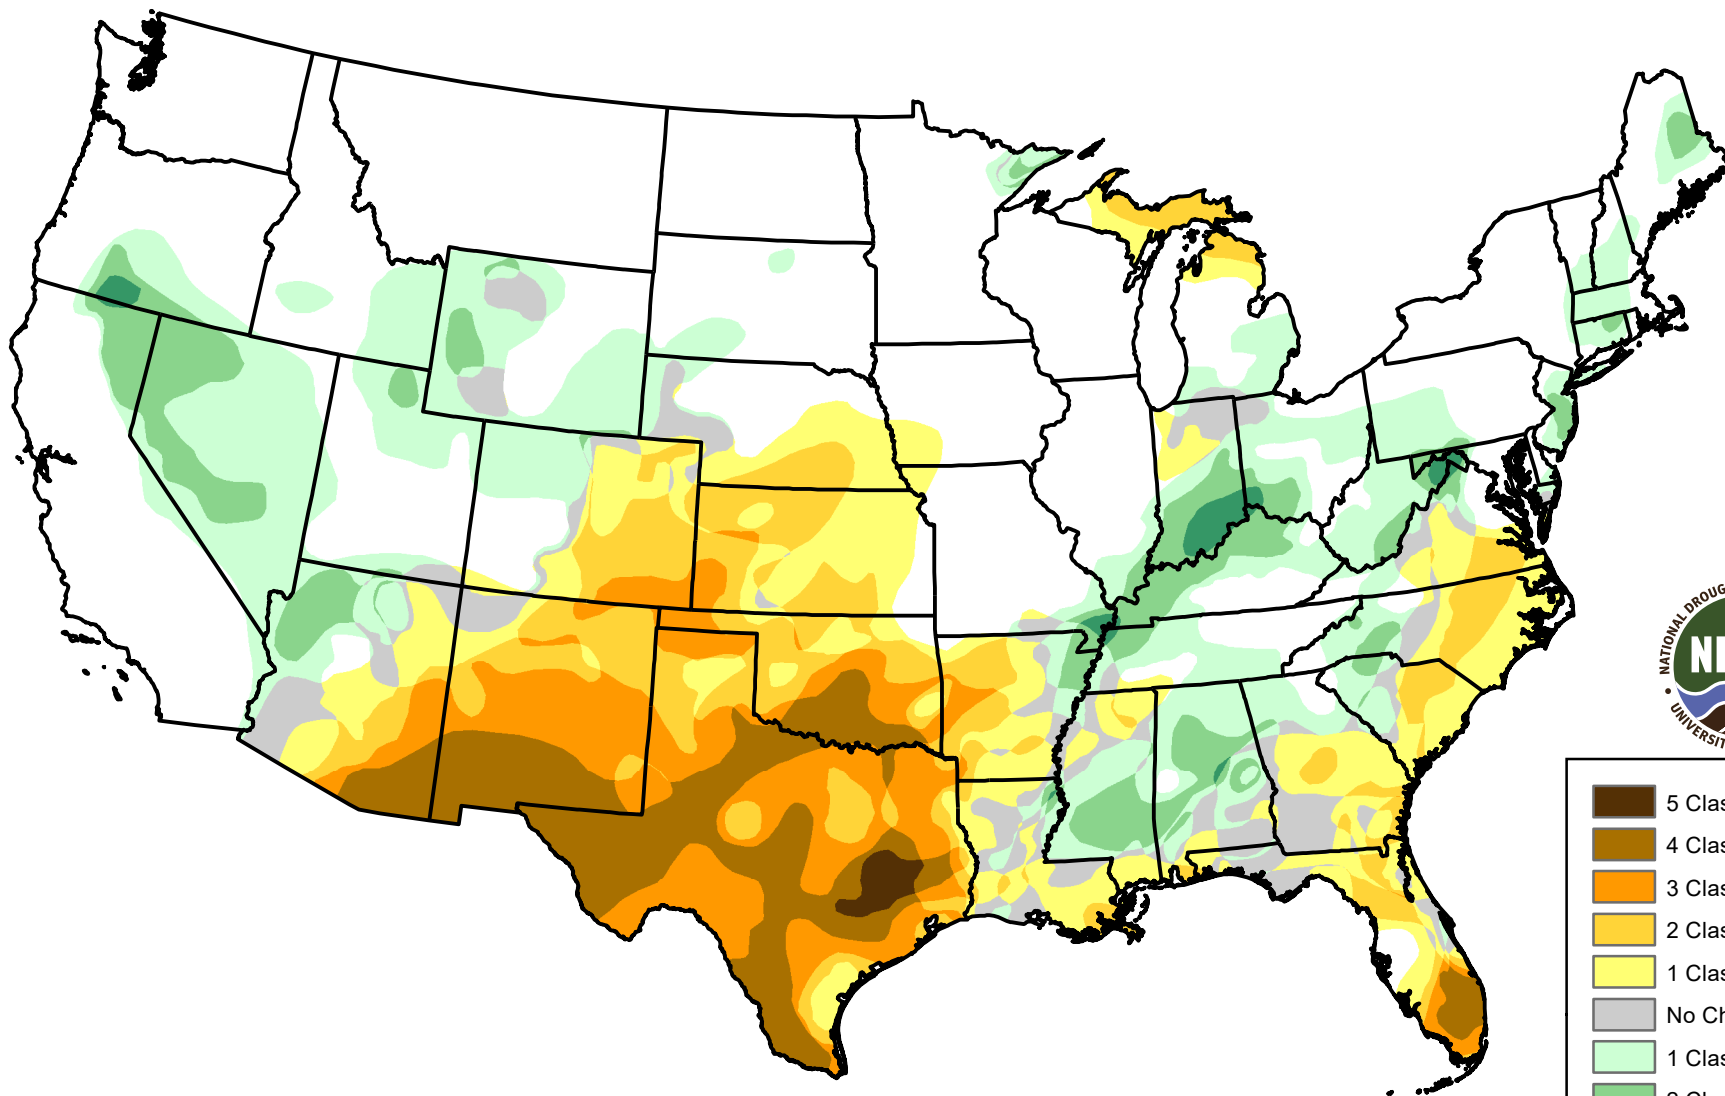 NATIONAL DROUG
UNIVERSIT
5 Clas
4 Clas
3 Clas
2 Clas
1 Clas
No Ch
1 Clas